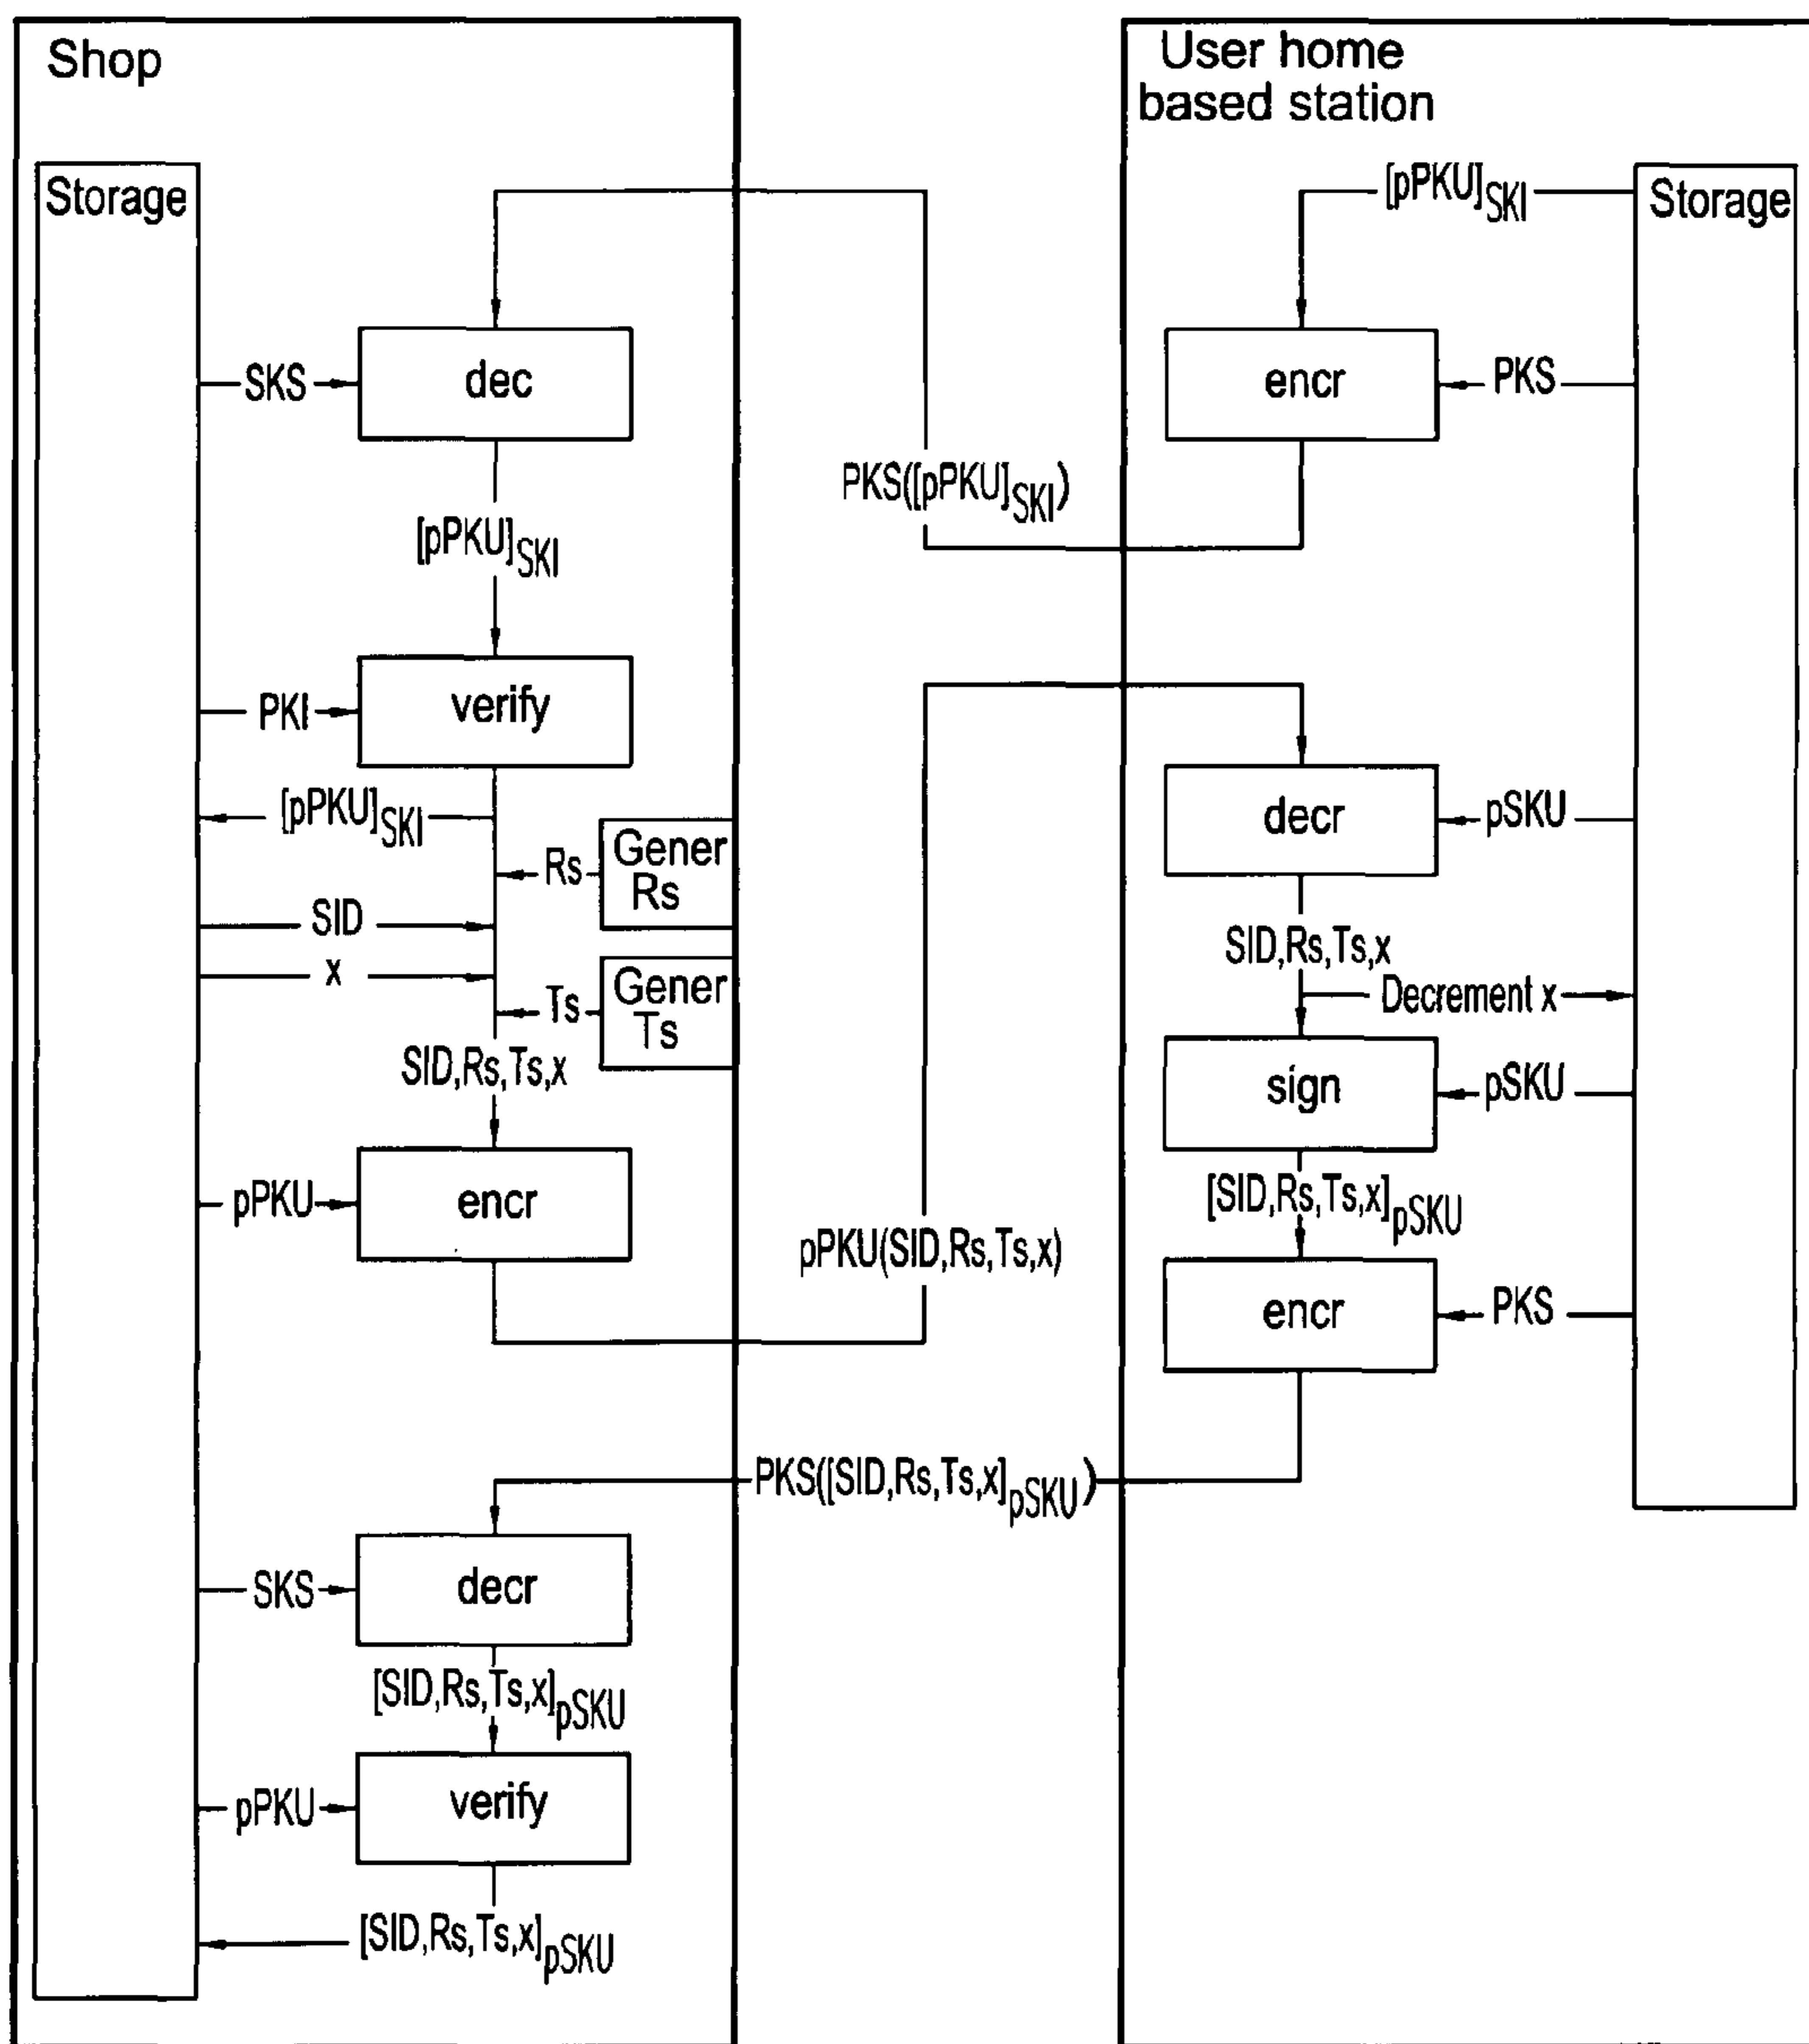 Shop
User home
based station
Storage
[pPKU]SKI
Storage
SKS
dec
encr
PKS
PKS([pPKU]SKI)
[pPKU]SKI
PKI
verify
[pPKU]SKI
Rs
Gener
Rs
decr
pSKU
SID
SID,Rs,Ts,x
x
Ts
Gener
Ts
Decrement x
SID,Rs,Ts,x
sign
pSKU
pPKU
encr
[SID,Rs,Ts,x]pSKU
pPKU(SID,Rs,Ts,x)
encr
PKS
PKS([SID,Rs,Ts,x]pSKU)
SKS
decr
[SID,Rs,Ts,x]pSKU
pPKU
verify
[SID,Rs,Ts,x]pSKU